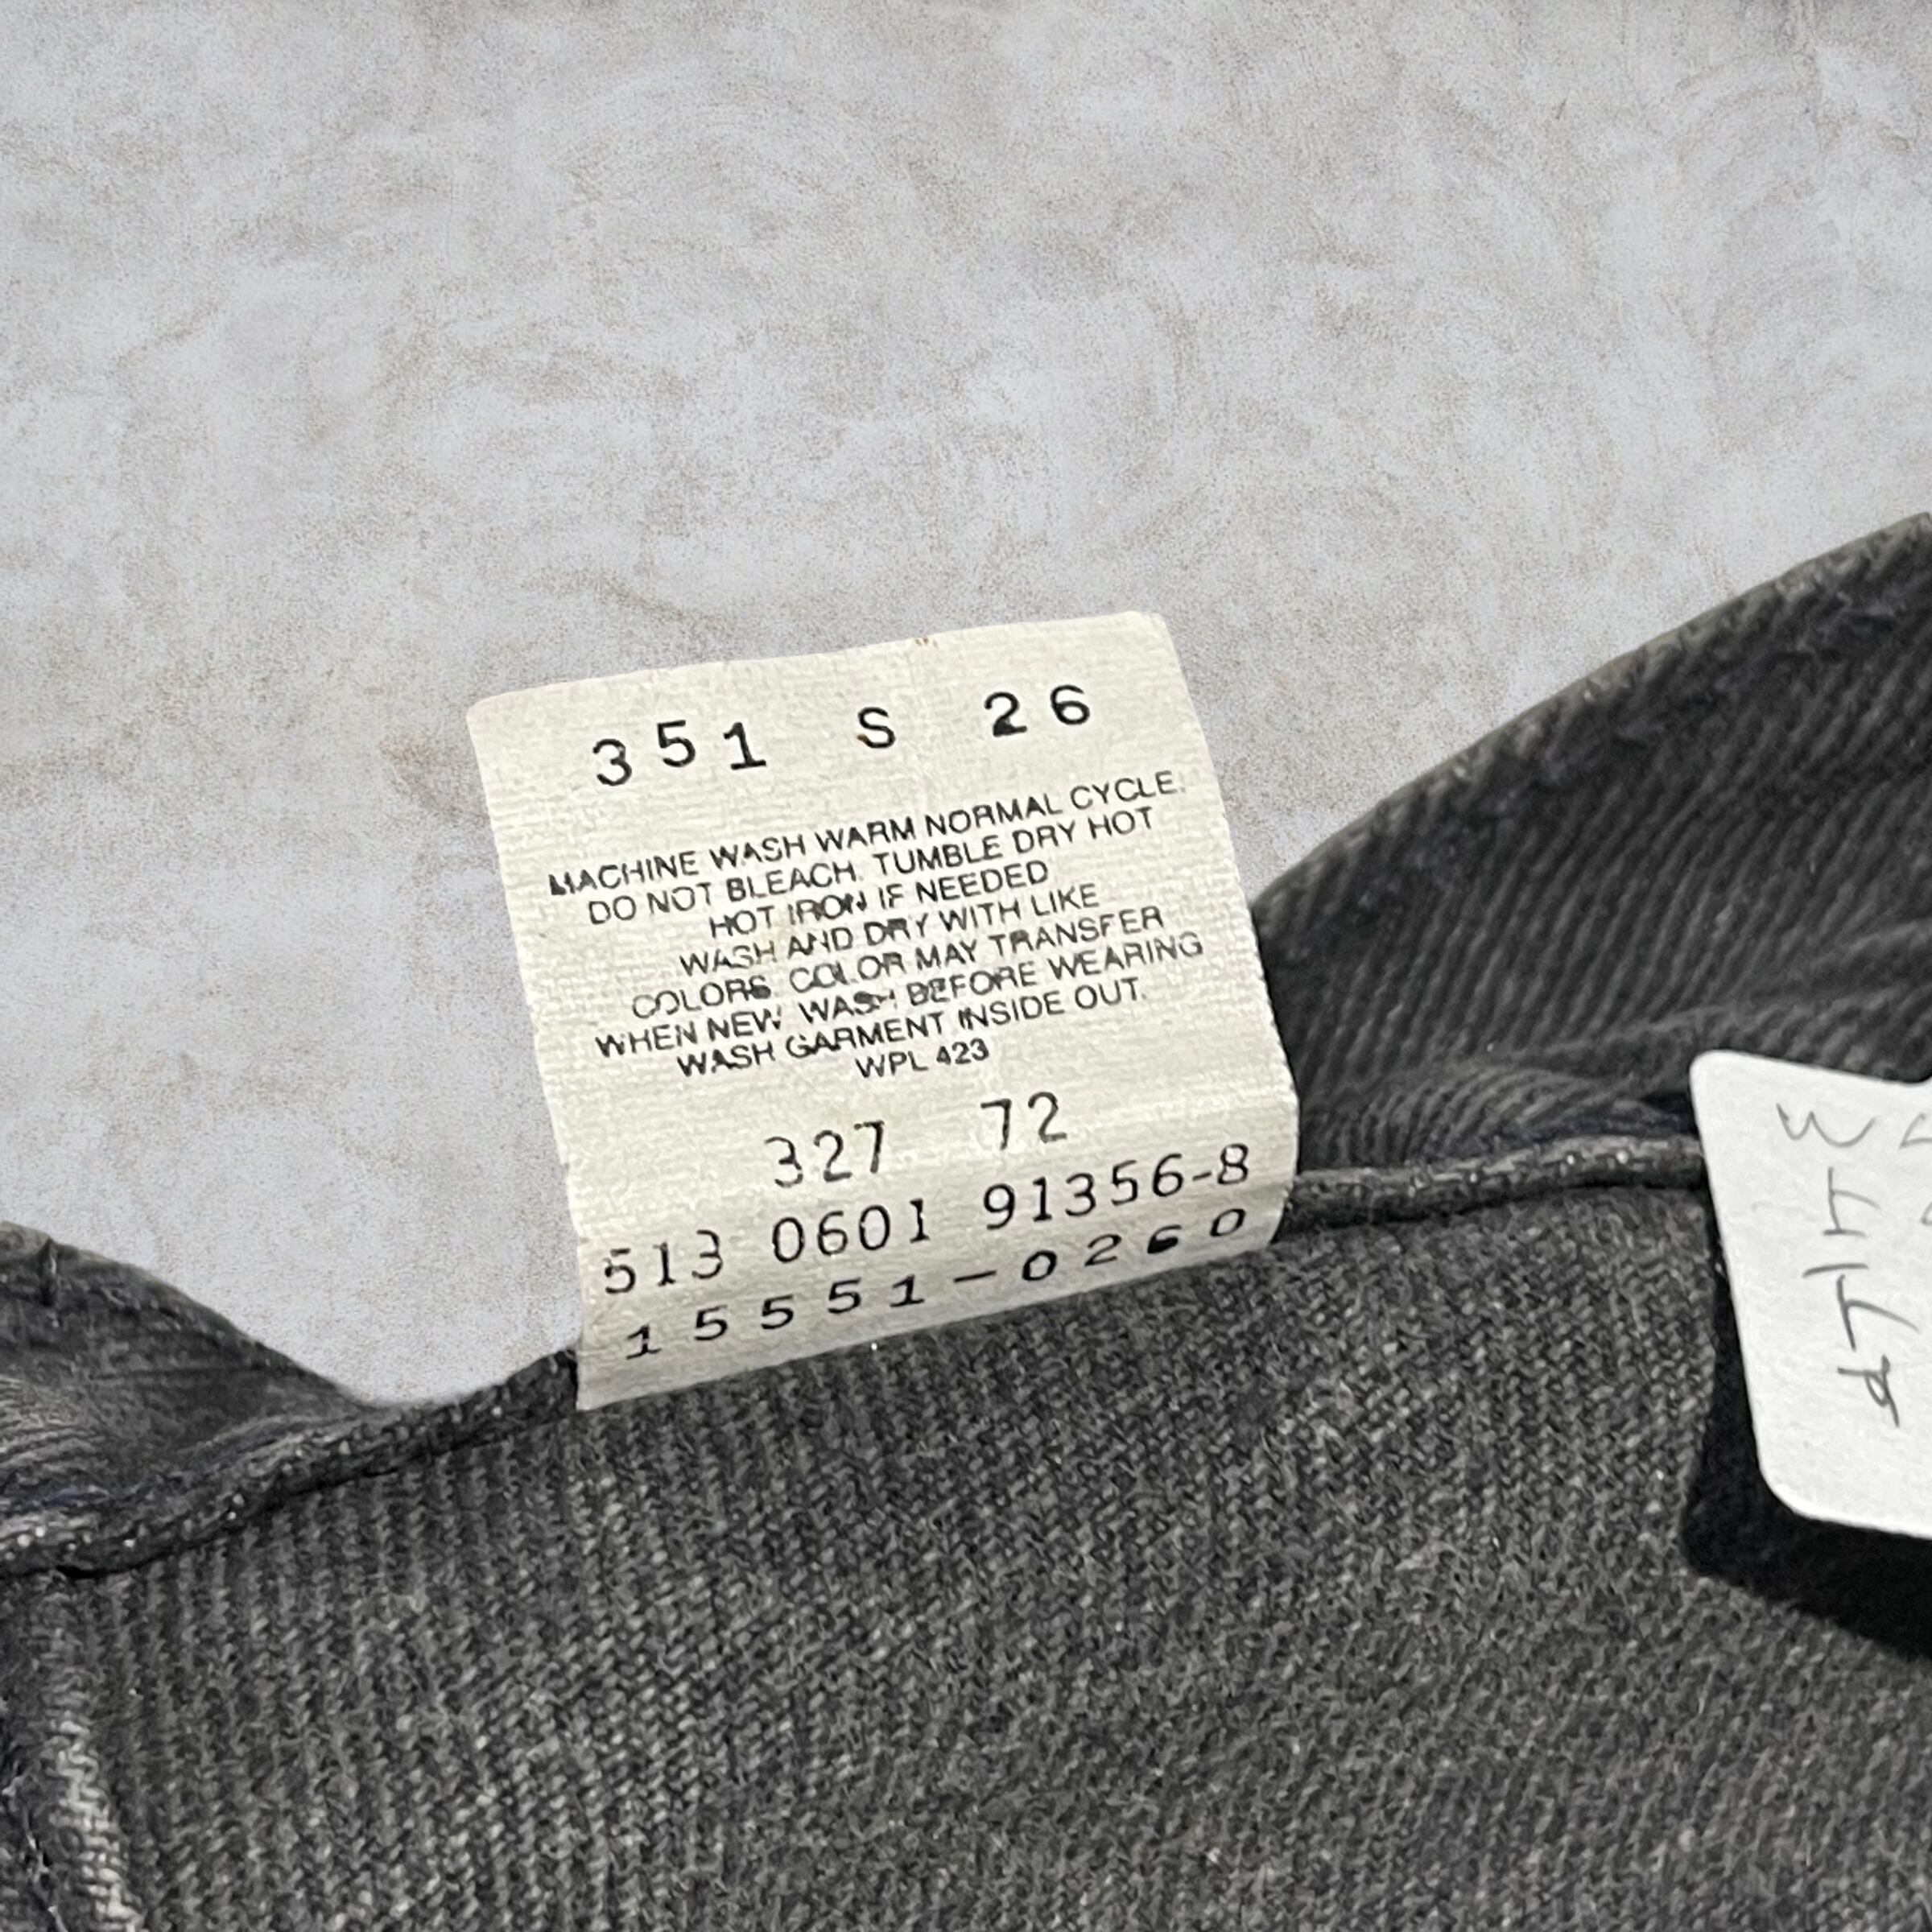 351 S 26
MACHINE WASH WARM NORMAL CYCLE.
DO NOT BLEACH. TUMBLE DRY HOT
HOT IRON IF NEEDED
WASH AND DRY WITH LIKE
COLORS. COLOR MAY TRANSFER
WHEN NEW. WASH BEFORE WEARING
WASH GARMENT INSIDE OUT.
WPL 423
327 72
513 0601 91356-8
15551-0260